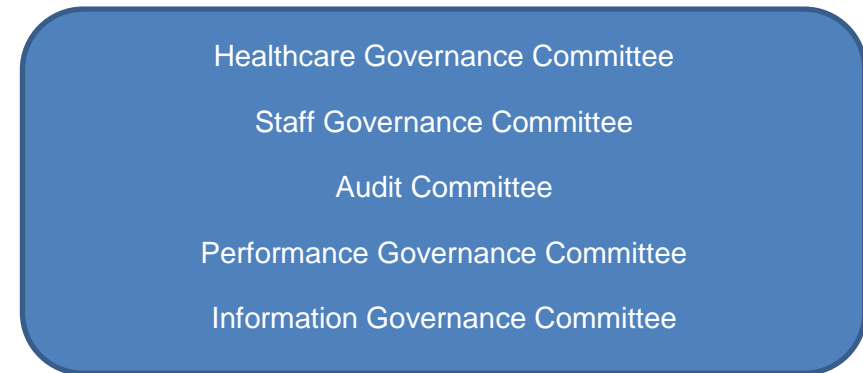 Healthcare Governance Committee
Staff Governance Committee
Audit Committee
Performance Governance Committee
Information Governance Committee